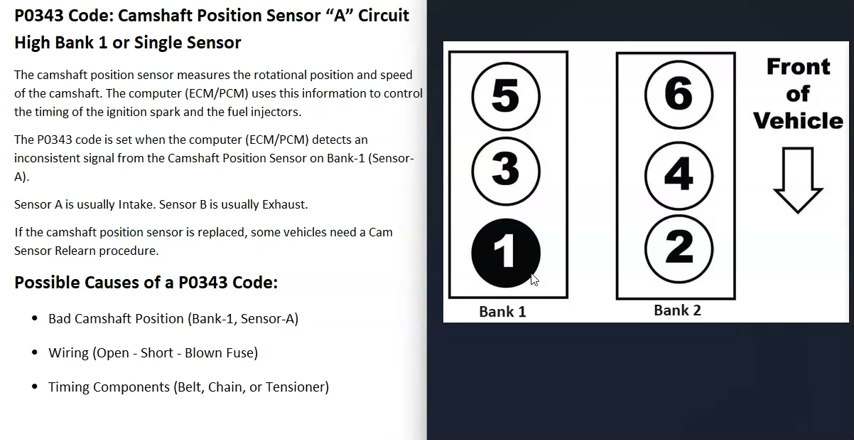 P0343 Code: Camshaft Position Sensor “A” Circuit
High Bank 1 or Single Sensor
The camshaft position sensor measures the rotational position and speed
of the camshaft. The computer (ECM/PCM) uses this information to control
the timing of the ignition spark and the fuel injectors.
The P0343 code is set when the computer (ECM/PCM) detects an
inconsistent signal from the Camshaft Position Sensor on Bank-1 (Sensor-
A).
Sensor A is usually Intake. Sensor B is usually Exhaust.
If the camshaft position sensor is replaced, some vehicles need a Cam
Sensor Relearn procedure.
Possible Causes of a P0343 Code:
• Bad Camshaft Position (Bank-1, Sensor-A)
• Wiring (Open - Short - Blown Fuse)
• Timing Components (Belt, Chain, or Tensioner)
5
3
1
Bank 1
6
4
2
Bank 2
Front
of
Vehicle